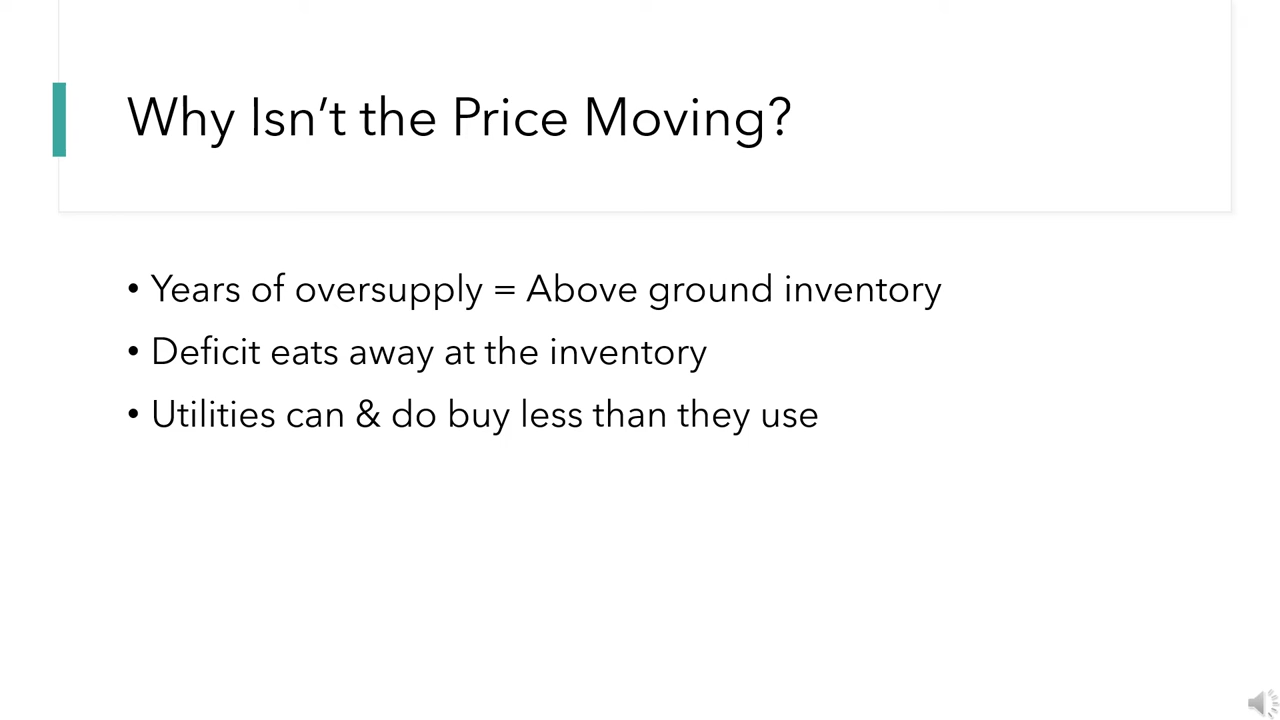 Why Isn’t the Price Moving?
• Years of oversupply = Above ground inventory
• Deficit eats away at the inventory
• Utilities can & do buy less than they use